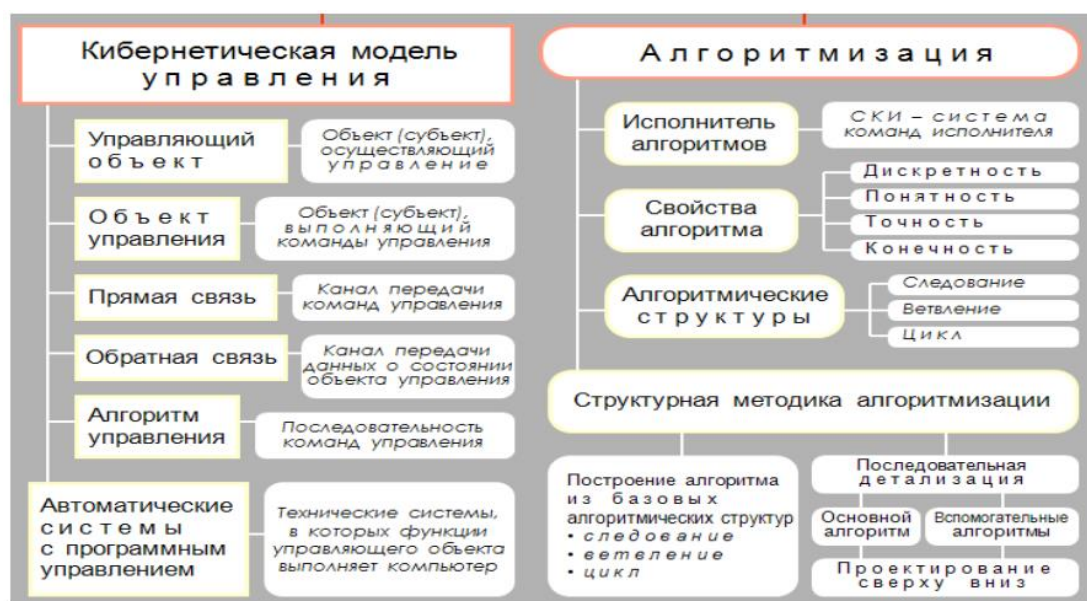 Кибернетическая модель
управления
Управляющий
объект
Объект (субъект),
осуществляющий
управление
Объект
управления
Объект (субъект),
выполняющий
команды управления
Прямая связь
Канал передачи
команд управления
Обратная связь
Канал передачи
данных о состоянии
объекта управления
Алгоритм
управления
Последовательность
команд управления
Автоматические
системы
с программным
управлением
Технические системы,
в которых функции
управляющего объекта
выполняет компьютер
Алгоритмизация
Исполнитель
алгоритмов
СКИ – система
команд исполнителя
Свойства
алгоритма
Дискретность
Понятность
Точность
Конечность
Алгоритмические
структуры
Следование
Ветвление
Цикл
Структурная методика алгоритмизации
Построение алгоритма
из базовых
алгоритмических структур
• следование
• ветвление
• цикл
Последовательная
детализация
Основной
алгоритм
Вспомогательные
алгоритмы
Проектирование
сверху вниз